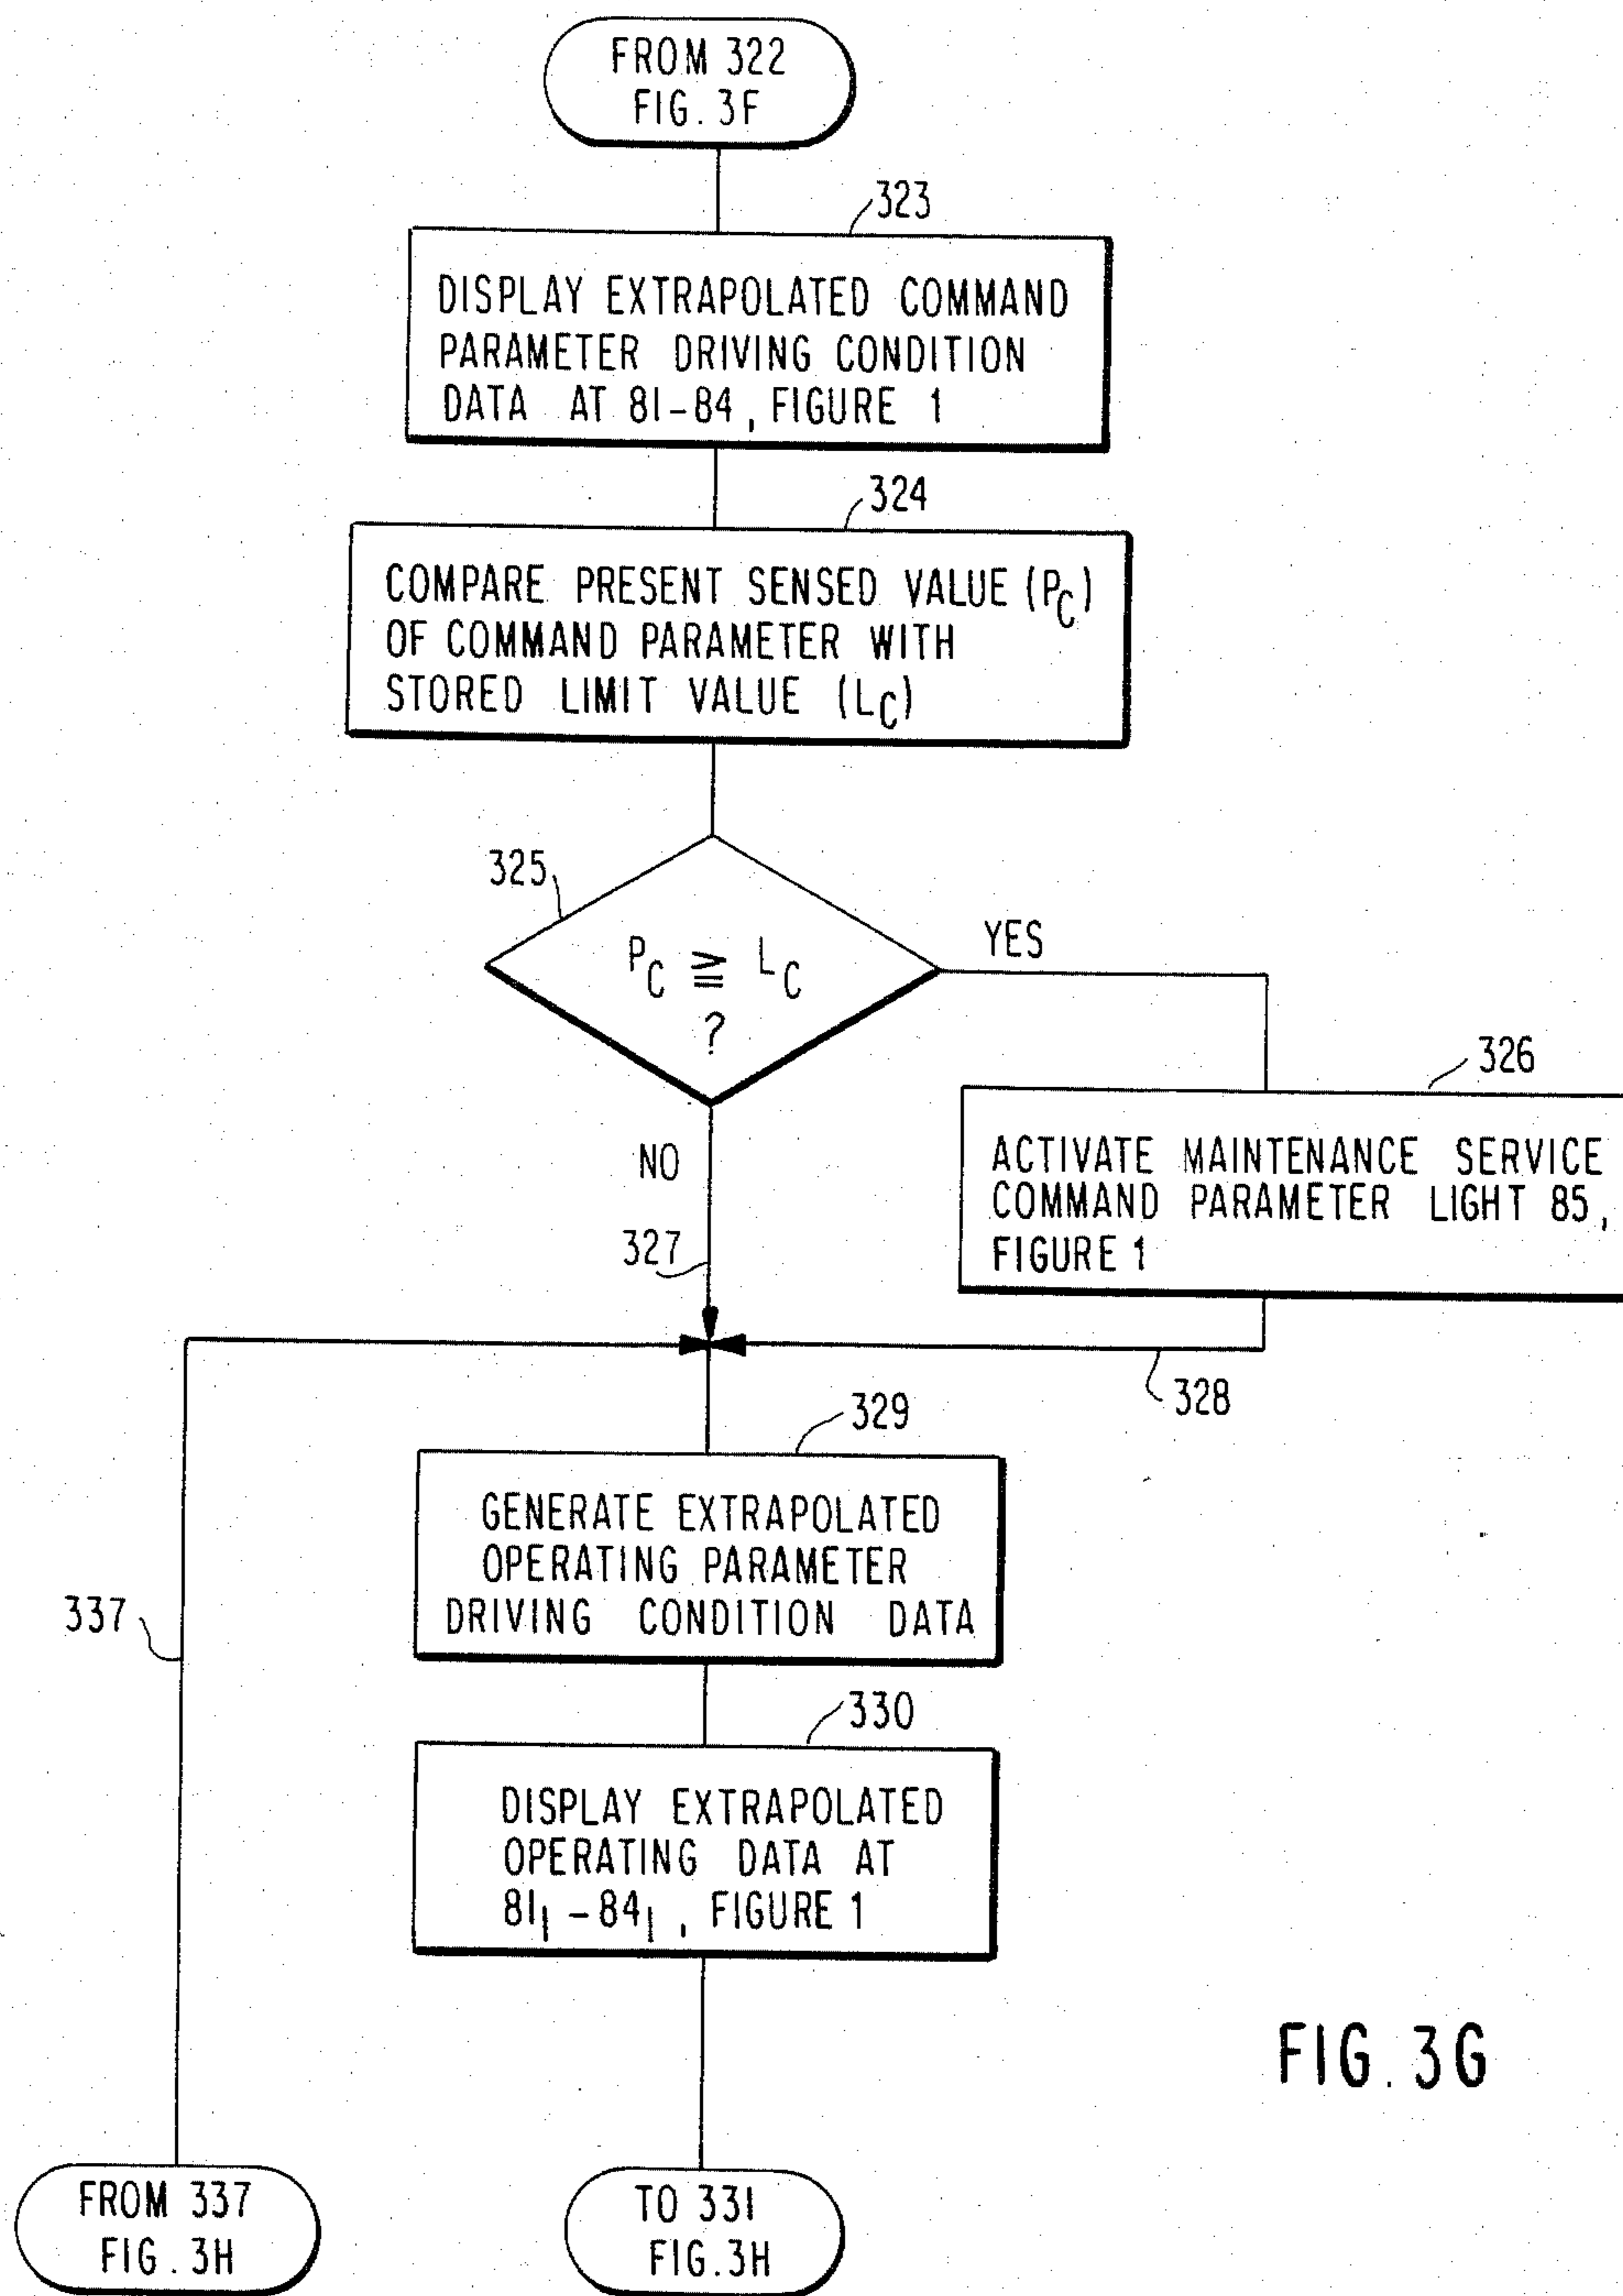 FROM 322
FIG. 3F
323
DISPLAY EXTRAPOLATED COMMAND
PARAMETER DRIVING CONDITION
DATA AT 81-84, FIGURE 1
324
COMPARE PRESENT SENSED VALUE (PC)
OF COMMAND PARAMETER WITH
STORED LIMIT VALUE (LC)
325
PC ≧ LC
?
YES
NO
326
ACTIVATE MAINTENANCE SERVICE
COMMAND PARAMETER LIGHT 85,
FIGURE 1
327
328
329
GENERATE EXTRAPOLATED
OPERATING PARAMETER
DRIVING CONDITION DATA
337
330
DISPLAY EXTRAPOLATED
OPERATING DATA AT
81₁-84₁, FIGURE 1
FIG. 3G
FROM 337
FIG. 3H
TO 331
FIG. 3H